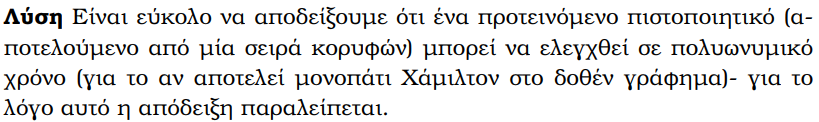 Λύση Είναι εύκολο να αποδείξουμε ότι ένα προτεινόμενο πιστοποιητικό (α-
ποτελούμενο από μία σειρά κορυφών) μπορεί να ελεγχθεί σε πολυωνυμικό
χρόνο (για το αν αποτελεί μονοπάτι Χάμιλτον στο δοθέν γράφημα)- για το
λόγο αυτό η απόδειξη παραλείπεται.